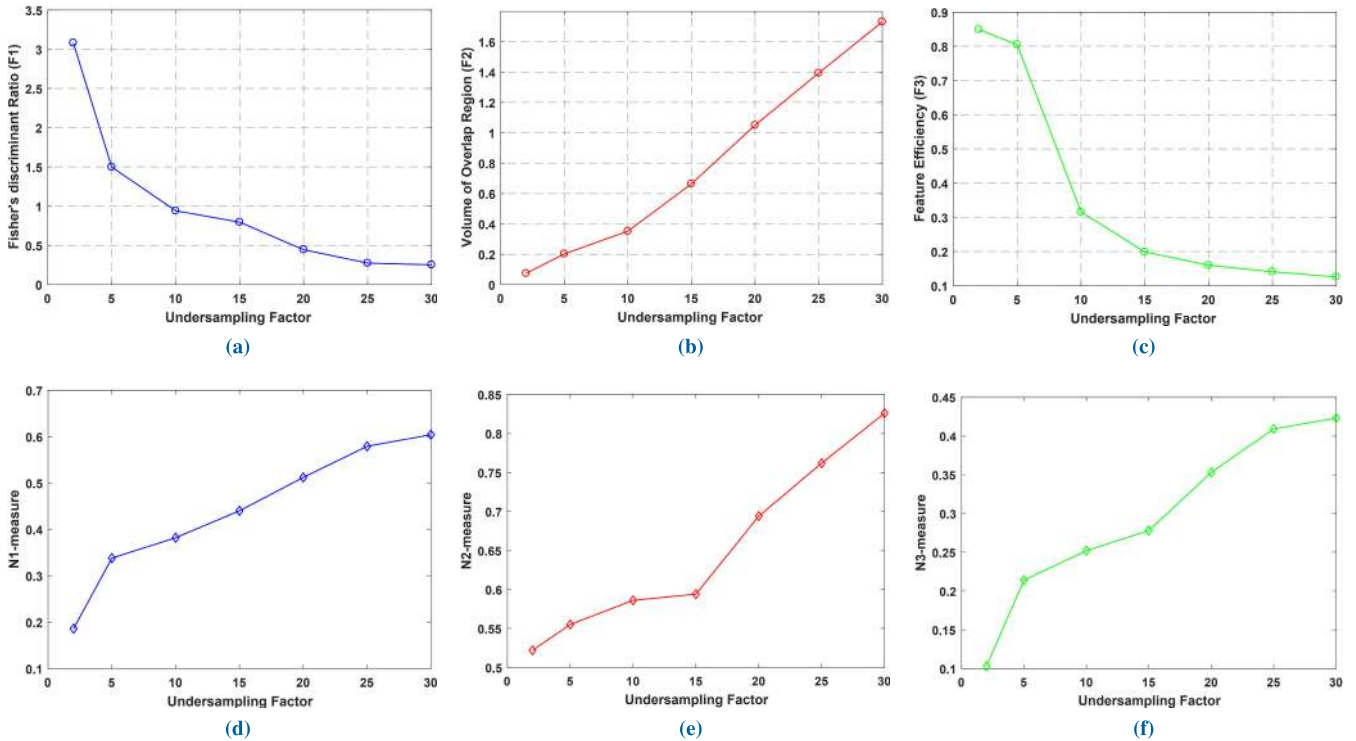 Fisher's discriminant Ratio (F1)
3.5
3
2.5
2
1.5
1
0.5
0
0 5 10 15 20 25 30
Undersampling Factor
(a)
Volume of Overlap Region (F2)
1.6
1.4
1.2
1
0.8
0.6
0.4
0.2
0
0 5 10 15 20 25 30
Undersampling Factor
(b)
Feature Efficiency (F3)
0.9
0.8
0.7
0.6
0.5
0.4
0.3
0.2
0.1
0 5 10 15 20 25 30
Undersampling Factor
(c)
N1-measure
0.7
0.6
0.5
0.4
0.3
0.2
0.1
0 5 10 15 20 25 30
Undersampling Factor
(d)
N2-measure
0.85
0.8
0.75
0.7
0.65
0.6
0.55
0.5
0 5 10 15 20 25 30
Undersampling Factor
(e)
N3-measure
0.45
0.4
0.35
0.3
0.25
0.2
0.15
0.1
0 5 10 15 20 25 30
Undersampling Factor
(f)